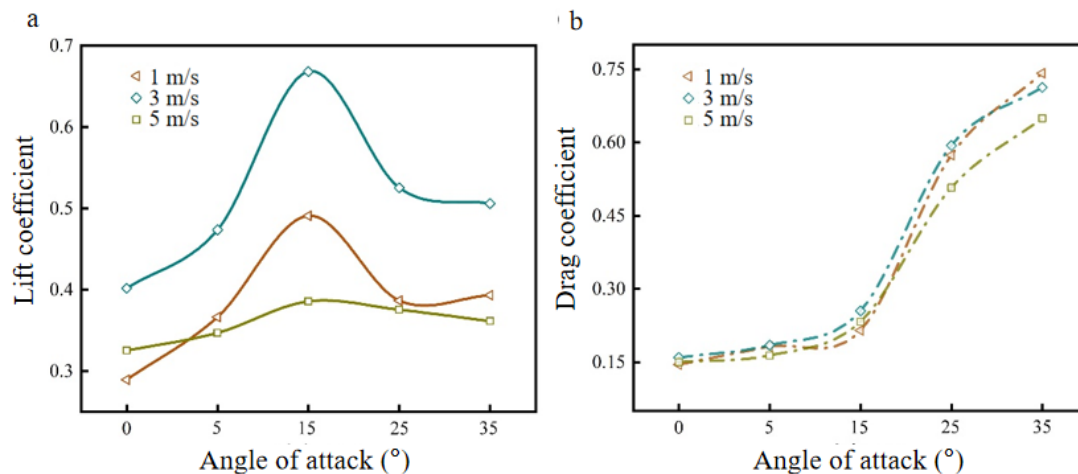 a
0.7
0.6
0.5
0.4
0.3
Lift coefficient
1 m/s
3 m/s
5 m/s
0 5 15 25 35
Angle of attack (°)
b
0.75
0.60
0.45
0.30
0.15
Drag coefficient
1 m/s
3 m/s
5 m/s
0 5 15 25 35
Angle of attack (°)